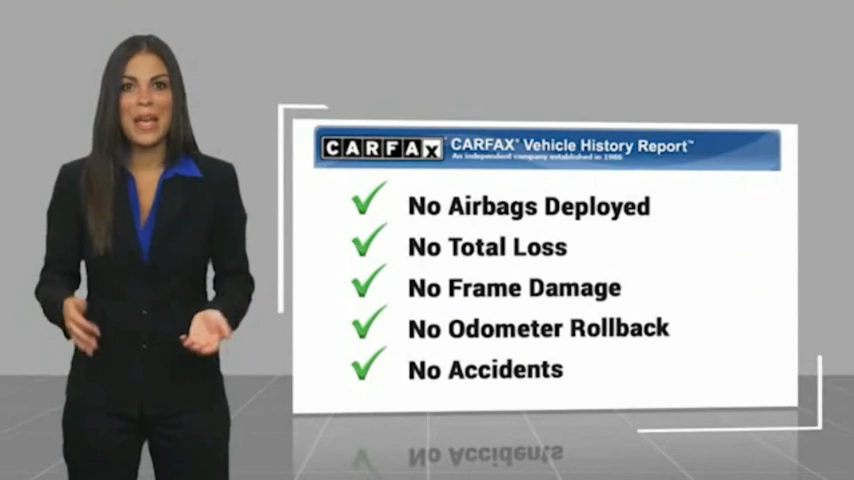 CARFAX CARFAX® Vehicle History Report™
An independent company established in 1986
No Airbags Deployed
No Total Loss
No Frame Damage
No Odometer Rollback
No Accidents
No Accidents